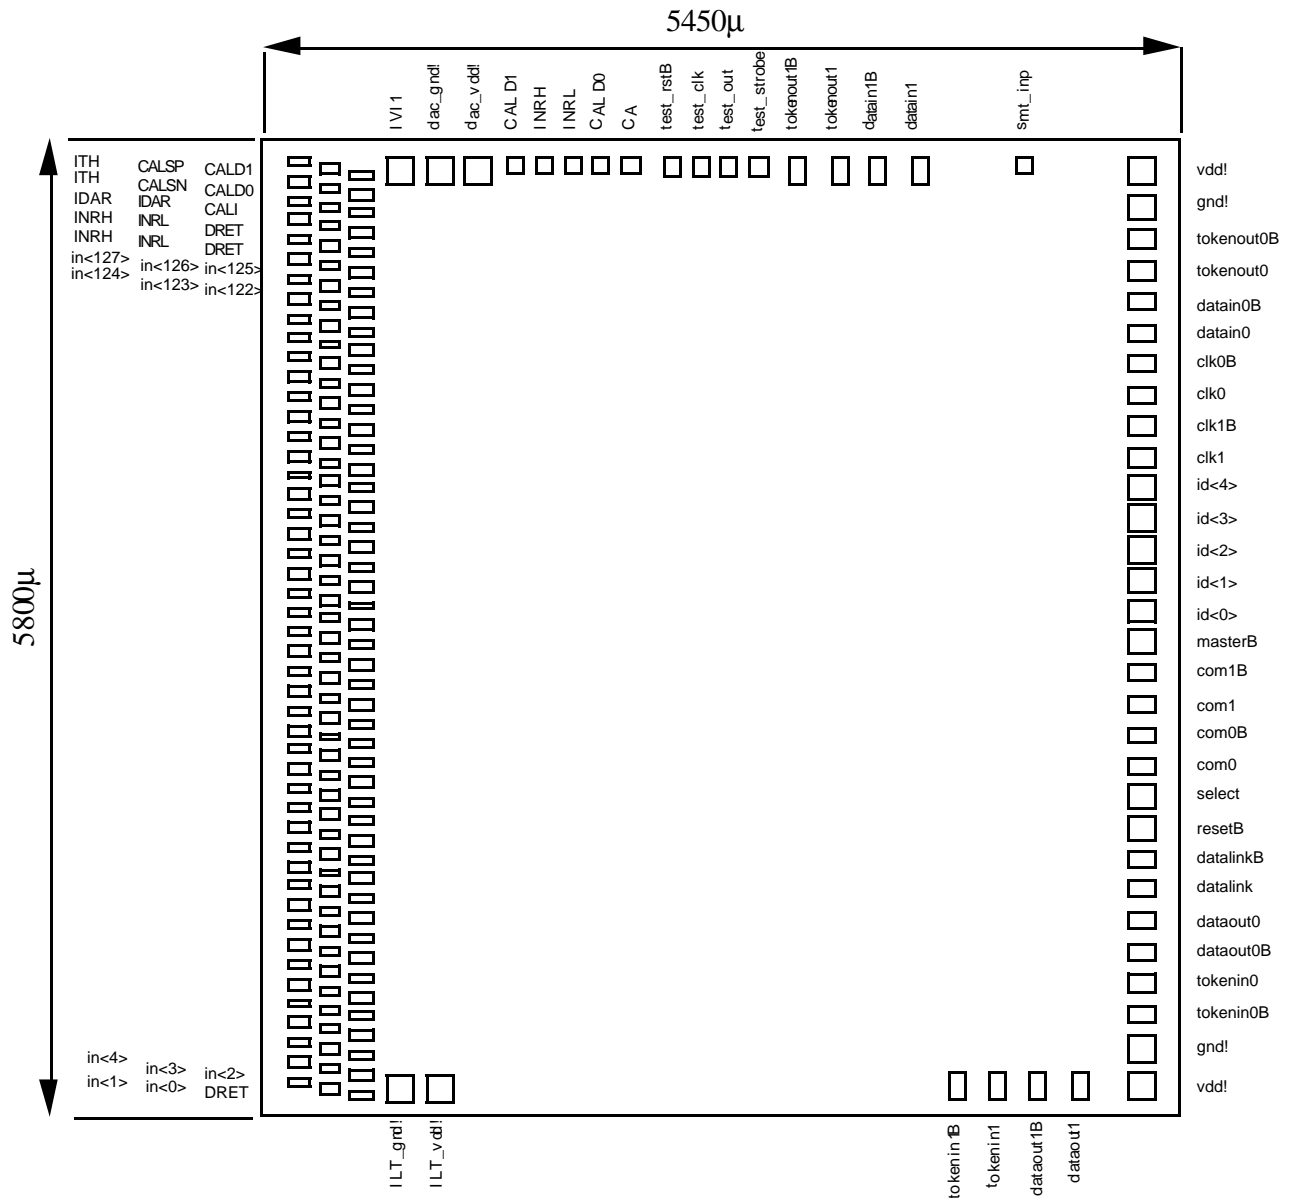 5450µ
IVI1
dac_gnd!
dac_vdd!
CALD1
INRH
INRL
CALD0
CA
test_rstB
test_clk
test_out
test_strobe
tokenout1B
tokenout1
datain1B
datain1
smt_inp
ITH CALSP CALD1
ITH CALSN CALD0
IDAR IDAR CALI
INRH INRL DRET
INRH INRL DRET
in<127> in<126> in<125>
in<124> in<123> in<122>
5800µ
vdd!
gnd!
tokenout0B
tokenout0
datain0B
datain0
clk0B
clk0
clk1B
clk1
id<4>
id<3>
id<2>
id<1>
id<0>
masterB
com1B
com1
com0B
com0
select
resetB
datalinkB
datalink
dataout0
dataout0B
tokenin0
tokenin0B
gnd!
vdd!
in<4> in<3> in<2>
in<1> in<0> DRET
ILT_gnd!
ILT_vdd!
tokenin1B
tokenin1
dataout1B
dataout1